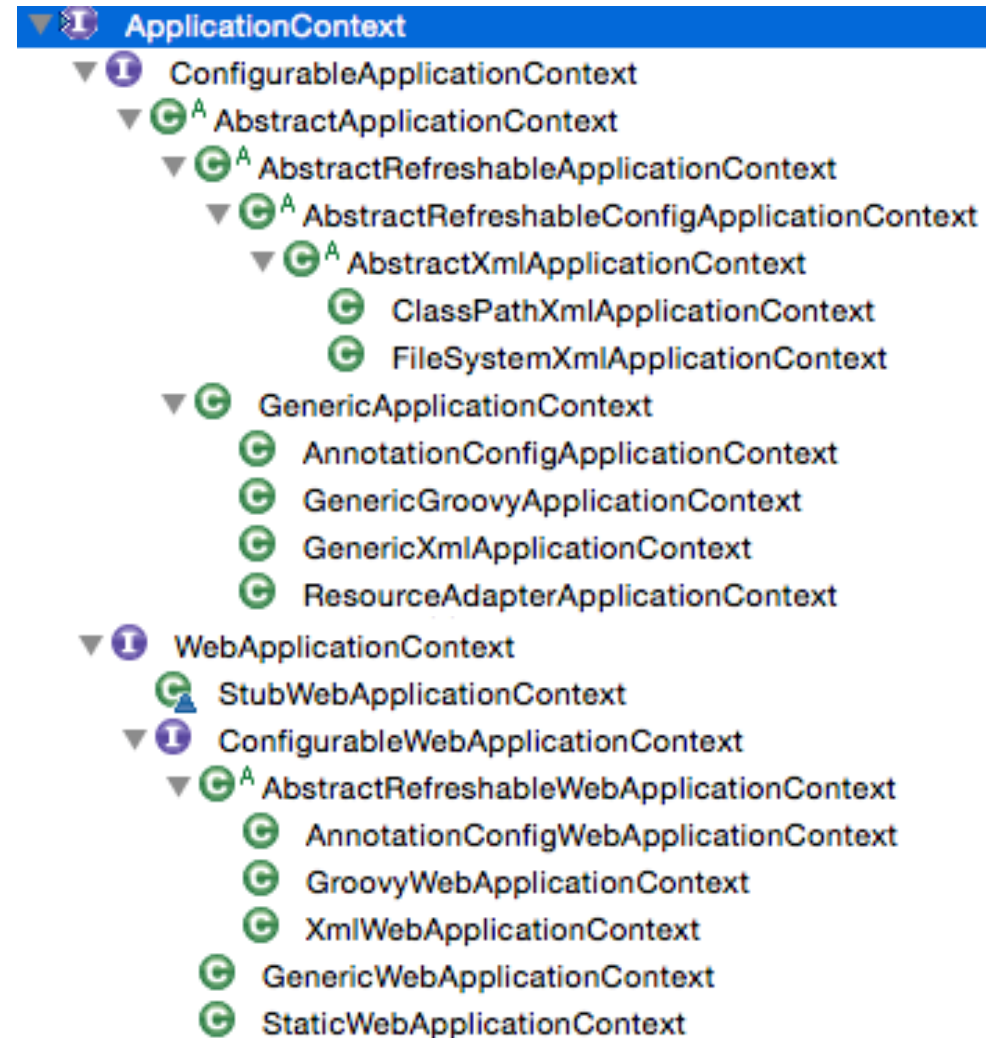 ApplicationContext
I ConfigurableApplicationContext
C A AbstractApplicationContext
C A AbstractRefreshableApplicationContext
C A AbstractRefreshableConfigApplicationContext
C A AbstractXmlApplicationContext
C ClassPathXmlApplicationContext
C FileSystemXmlApplicationContext
C GenericApplicationContext
C AnnotationConfigApplicationContext
C GenericGroovyApplicationContext
C GenericXmlApplicationContext
C ResourceAdapterApplicationContext
I WebApplicationContext
C StubWebApplicationContext
I ConfigurableWebApplicationContext
C A AbstractRefreshableWebApplicationContext
C AnnotationConfigWebApplicationContext
C GroovyWebApplicationContext
C XmlWebApplicationContext
C GenericWebApplicationContext
C StaticWebApplicationContext